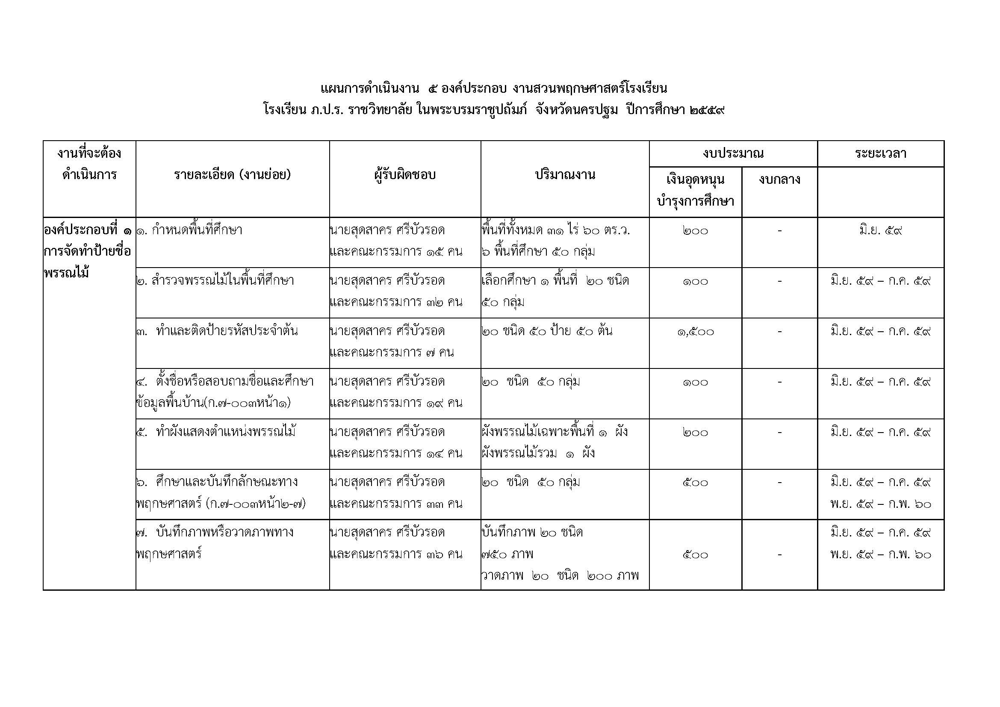 แผนการดำเนินงาน ๕ องค์ประกอบ งานสวนพฤกษศาสตร์โรงเรียน
โรงเรียน ภ.ป.ร. ราชวิทยาลัย ในพระบรมราชูปถัมภ์ จังหวัดนครปฐม ปีการศึกษา ๒๕๕๙
งานที่จะต้อง
ดำเนินการ
รายละเอียด (งานย่อย)
ผู้รับผิดชอบ
ปริมาณงาน
งบประมาณ
ระยะเวลา
เงินอุดหนุน
บำรุงการศึกษา
งบกลาง
องค์ประกอบที่ ๑
การจัดทำป้ายชื่อ
พรรณไม้
๑. กำหนดพื้นที่ศึกษา
นายสุดสาคร ศรีบัวรอด
และคณะกรรมการ ๑๕ คน
พื้นที่ทั้งหมด ๓๑ ไร่ ๖๐ ตร.ว.
๖ พื้นที่ศึกษา ๕๐ กลุ่ม
๒๐๐
-
มิ.ย. ๕๙
๒. สำรวจพรรณไม้ในพื้นที่ศึกษา
นายสุดสาคร ศรีบัวรอด
และคณะกรรมการ ๓๒ คน
เลือกศึกษา ๑ พื้นที่ ๒๐ ชนิด
๕๐ กลุ่ม
๑๐๐
-
มิ.ย. ๕๙ – ก.ค. ๕๙
๓. ทำและติดป้ายรหัสประจำต้น
นายสุดสาคร ศรีบัวรอด
และคณะกรรมการ ๗ คน
๒๐ ชนิด ๕๐ ป้าย ๕๐ ต้น
๑,๕๐๐
-
มิ.ย. ๕๙ – ก.ค. ๕๙
๔. ตั้งชื่อหรือสอบถามชื่อและศึกษา
ข้อมูลพื้นบ้าน(ก.๗-๐๐๓หน้า๑)
นายสุดสาคร ศรีบัวรอด
และคณะกรรมการ ๑๙ คน
๒๐ ชนิด ๕๐ กลุ่ม
๑๐๐
-
มิ.ย. ๕๙ – ก.ค. ๕๙
๕. ทำผังแสดงตำแหน่งพรรณไม้
นายสุดสาคร ศรีบัวรอด
และคณะกรรมการ ๑๔ คน
ผังพรรณไม้เฉพาะพื้นที่ ๑ ผัง
ผังพรรณไม้รวม ๑ ผัง
๒๐๐
-
มิ.ย. ๕๙ – ก.ค. ๕๙
๖. ศึกษาและบันทึกลักษณะทาง
พฤกษศาสตร์ (ก.๗-๐๐๓หน้า๒-๗)
นายสุดสาคร ศรีบัวรอด
และคณะกรรมการ ๓๓ คน
๒๐ ชนิด ๕๐ กลุ่ม
๕๐๐
-
มิ.ย. ๕๙ – ก.ค. ๕๙
พ.ย. ๕๙ – ก.พ. ๖๐
๗. บันทึกภาพหรือวาดภาพทาง
พฤกษศาสตร์
นายสุดสาคร ศรีบัวรอด
และคณะกรรมการ ๓๖ คน
บันทึกภาพ ๒๐ ชนิด
๗๕๐ ภาพ
วาดภาพ ๒๐ ชนิด ๒๐๐ ภาพ
๕๐๐
-
มิ.ย. ๕๙ – ก.ค. ๕๙
พ.ย. ๕๙ – ก.พ. ๖๐